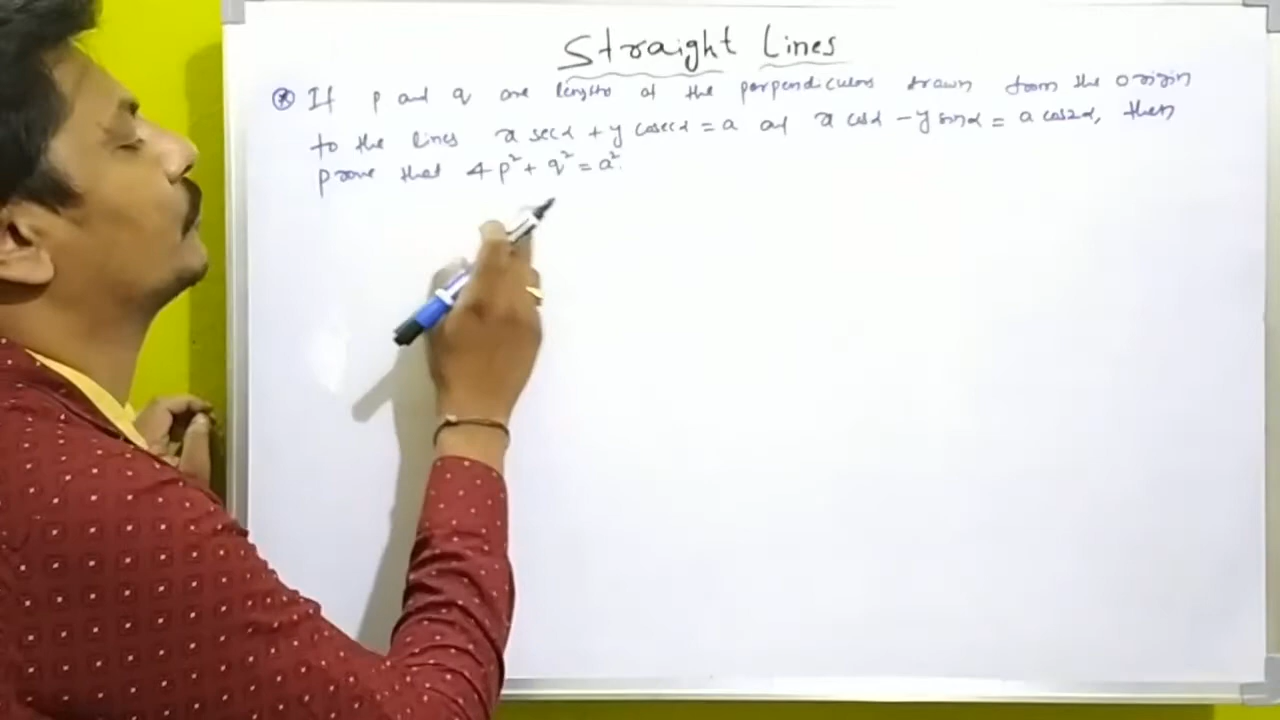 Straight Lines
* If p and q are lengths of the perpendiculars drawn from the origin
to the lines x secα + y cosecα = a and x cosα - y sinα = a cos2α, then
prove that 4p² + q² = a².